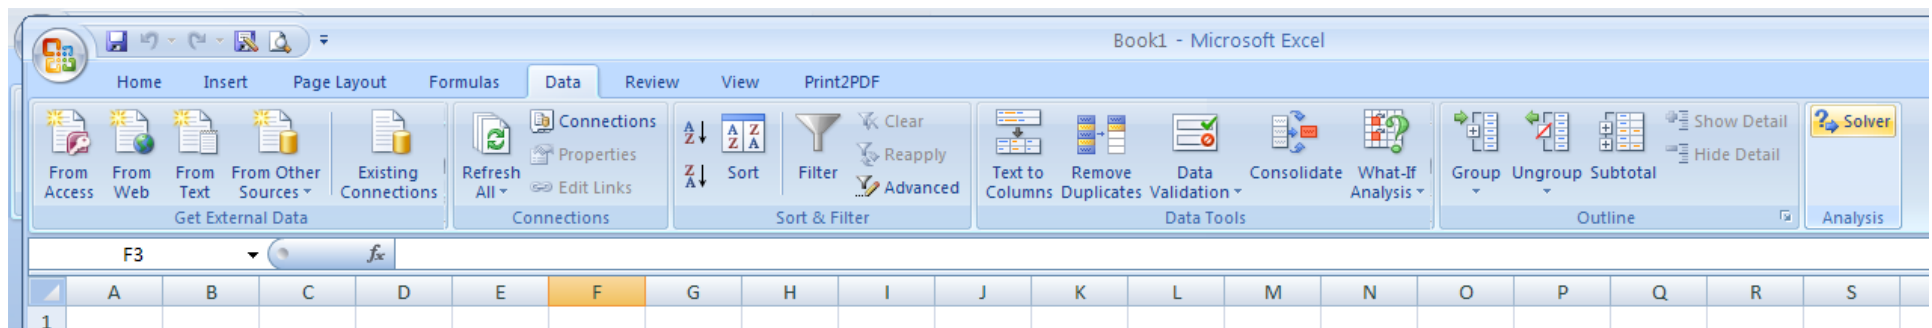 Book1 - Microsoft Excel
Home Insert Page Layout Formulas Data Review View Print2PDF
From Access
From Web
From Text
From Other Sources
Existing Connections
Get External Data
Refresh All
Connections
Properties
Edit Links
Connections
A Z
Z A
A Z Z A
Sort
Filter
Clear
Reapply
Advanced
Sort & Filter
Text to Columns
Remove Duplicates
Data Validation
Consolidate
What-If Analysis
Data Tools
Group
Ungroup
Subtotal
Show Detail
Hide Detail
Outline
? Solver
Analysis
F3 fx
A B C D E F G H I J K L M N O P Q R S
1